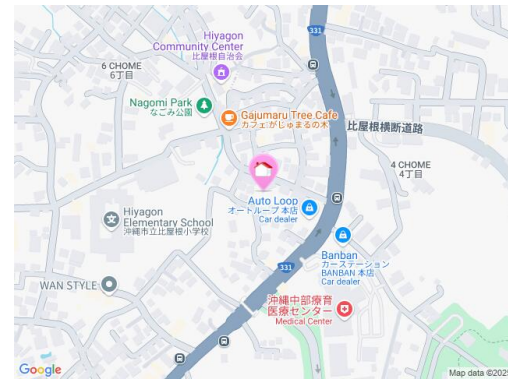 331
Hiyagon
Community Center
比屋根自治会
6 CHOME
6丁目
Nagomi Park
なごみ公園
Gajumaru Tree Cafe
カフェがじゅまるの木
比屋根横断道路
4 CHOME
4丁目
Auto Loop
オートループ 本店
Car dealer
Hiyagon
Elementary School
沖縄市立比屋根小学校
Banban
カーステーション
BANBAN 本店
Car dealer
331
WAN STYLE
沖縄中部療育
医療センター
Medical Center
Google
Map data ©2025